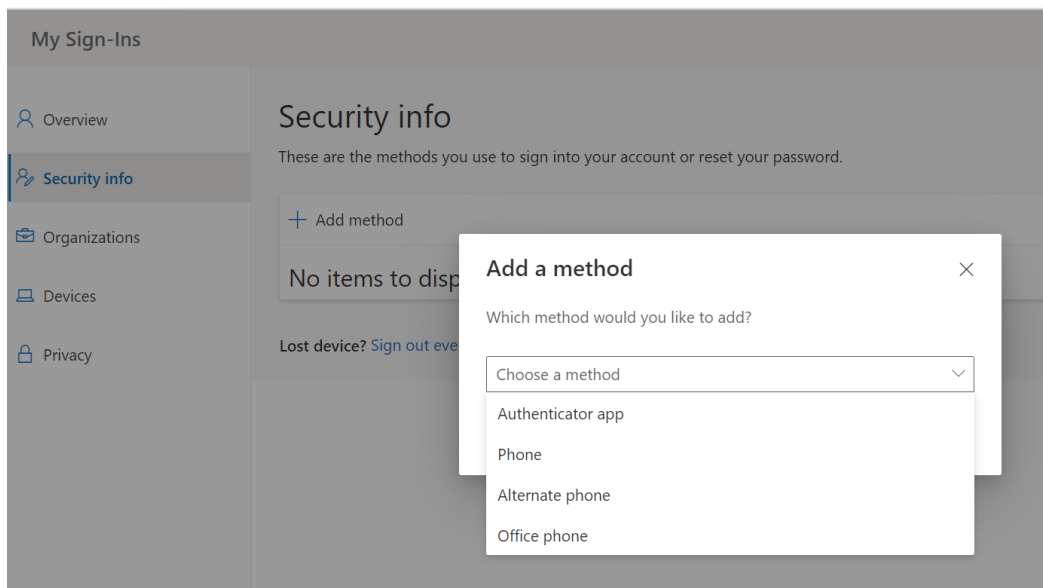 My Sign-Ins
Overview
Security info
Organizations
Devices
Privacy
Security info
These are the methods you use to sign into your account or reset your password.
Add method
No items to disp
Lost device? Sign out eve
Add a method
Which method would you like to add?
Choose a method
Authenticator app
Phone
Alternate phone
Office phone